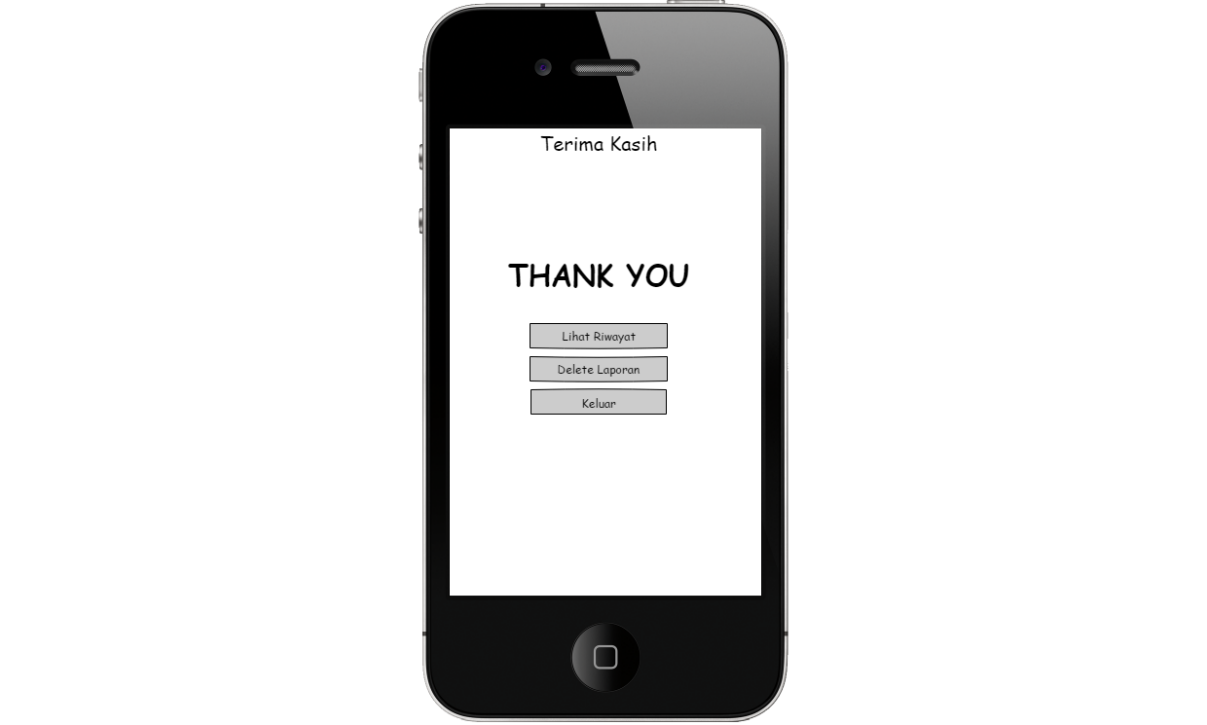 Terima Kasih
THANK YOU
Lihat Riwayat
Delete Laporan
Keluar